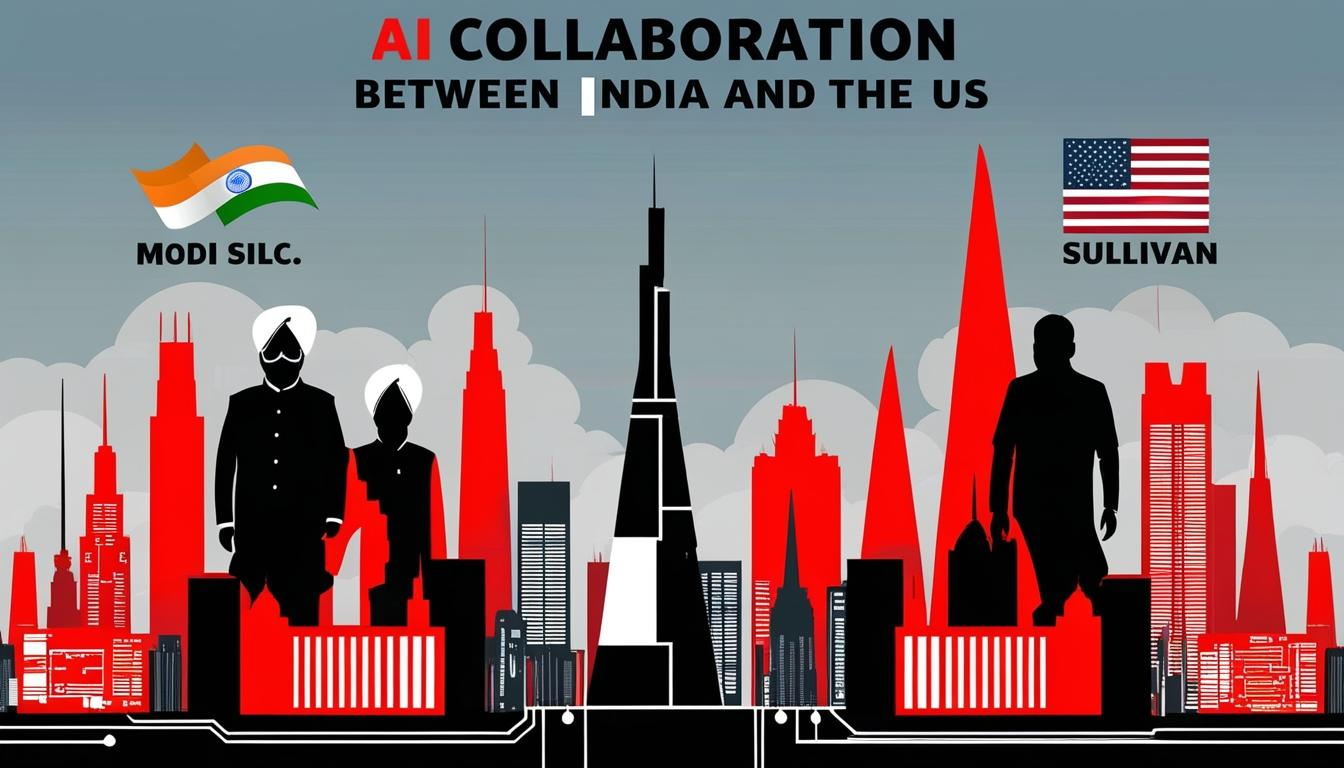 AI COLLABORATION
BETWEEN INDIA AND THE US
MODI SILC.
SULLIVAN